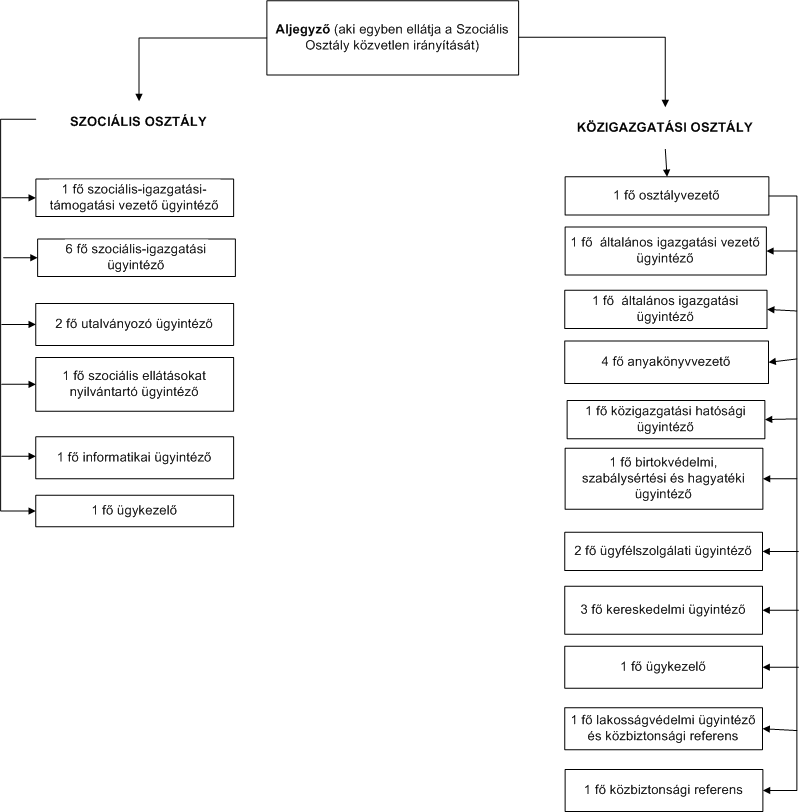 Aljegyző (aki egyben ellátja a Szociális
Osztály közvetlen irányítását)
SZOCIÁLIS OSZTÁLY
1 fő szociális-igazgatási-
támogatási vezető ügyintéző
6 fő szociális-igazgatási
ügyintéző
2 fő utalványozó ügyintéző
1 fő szociális ellátásokat
nyilvántartó ügyintéző
1 fő informatikai ügyintéző
1 fő ügykezelő
KÖZIGAZGATÁSI OSZTÁLY
1 fő osztályvezető
1 fő  általános igazgatási vezető
ügyintéző
1 fő  általános igazgatási
ügyintéző
4 fő anyakönyvvezető
1 fő közigazgatási hatósági
ügyintéző
1 fő birtokvédelmi,
szabálysértési és hagyatéki
ügyintéző
2 fő ügyfélszolgálati ügyintéző
3 fő kereskedelmi ügyintéző
1 fő ügykezelő
1 fő lakosságvédelmi ügyintéző
és közbiztonsági referens
1 fő közbiztonsági referens